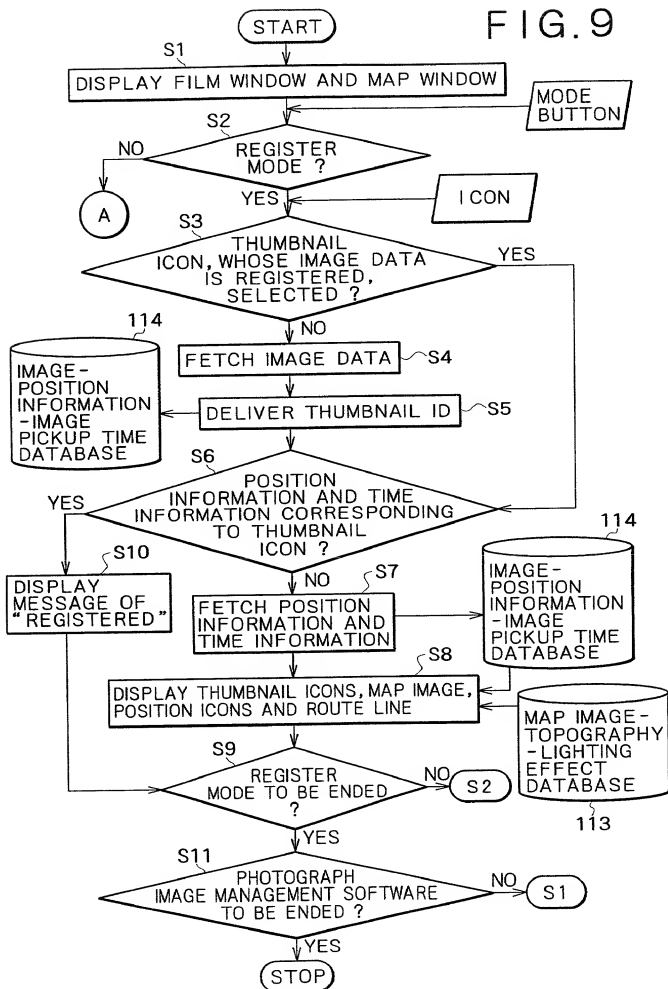 FIG.9
START
S1
DISPLAY FILM WINDOW AND MAP WINDOW
MODE
BUTTON
S2
NO
REGISTER
MODE ?
A
YES
ICON
S3
THUMBNAIL
ICON, WHOSE IMAGE DATA
IS REGISTERED,
SELECTED ?
YES
NO
114
IMAGE-
POSITION
INFORMATION
-IMAGE
PICKUP TIME
DATABASE
FETCH IMAGE DATA
S4
DELIVER THUMBNAIL ID
S5
S6
POSITION
INFORMATION AND TIME
INFORMATION CORRESPONDING
TO THUMBNAIL
ICON ?
YES
NO
S10
DISPLAY
MESSAGE OF
"REGISTERED"
S7
FETCH POSITION
INFORMATION AND
TIME INFORMATION
114
IMAGE-
POSITION
INFORMATION
-IMAGE
PICKUP TIME
DATABASE
S8
DISPLAY THUMBNAIL ICONS, MAP IMAGE,
POSITION ICONS AND ROUTE LINE
MAP IMAGE-
TOPOGRAPHY
-LIGHTING
EFFECT
DATABASE
113
S9
REGISTER
MODE TO BE ENDED
?
NO
S2
YES
S11
PHOTOGRAPH
IMAGE MANAGEMENT SOFTWARE
TO BE ENDED ?
NO
S1
YES
STOP